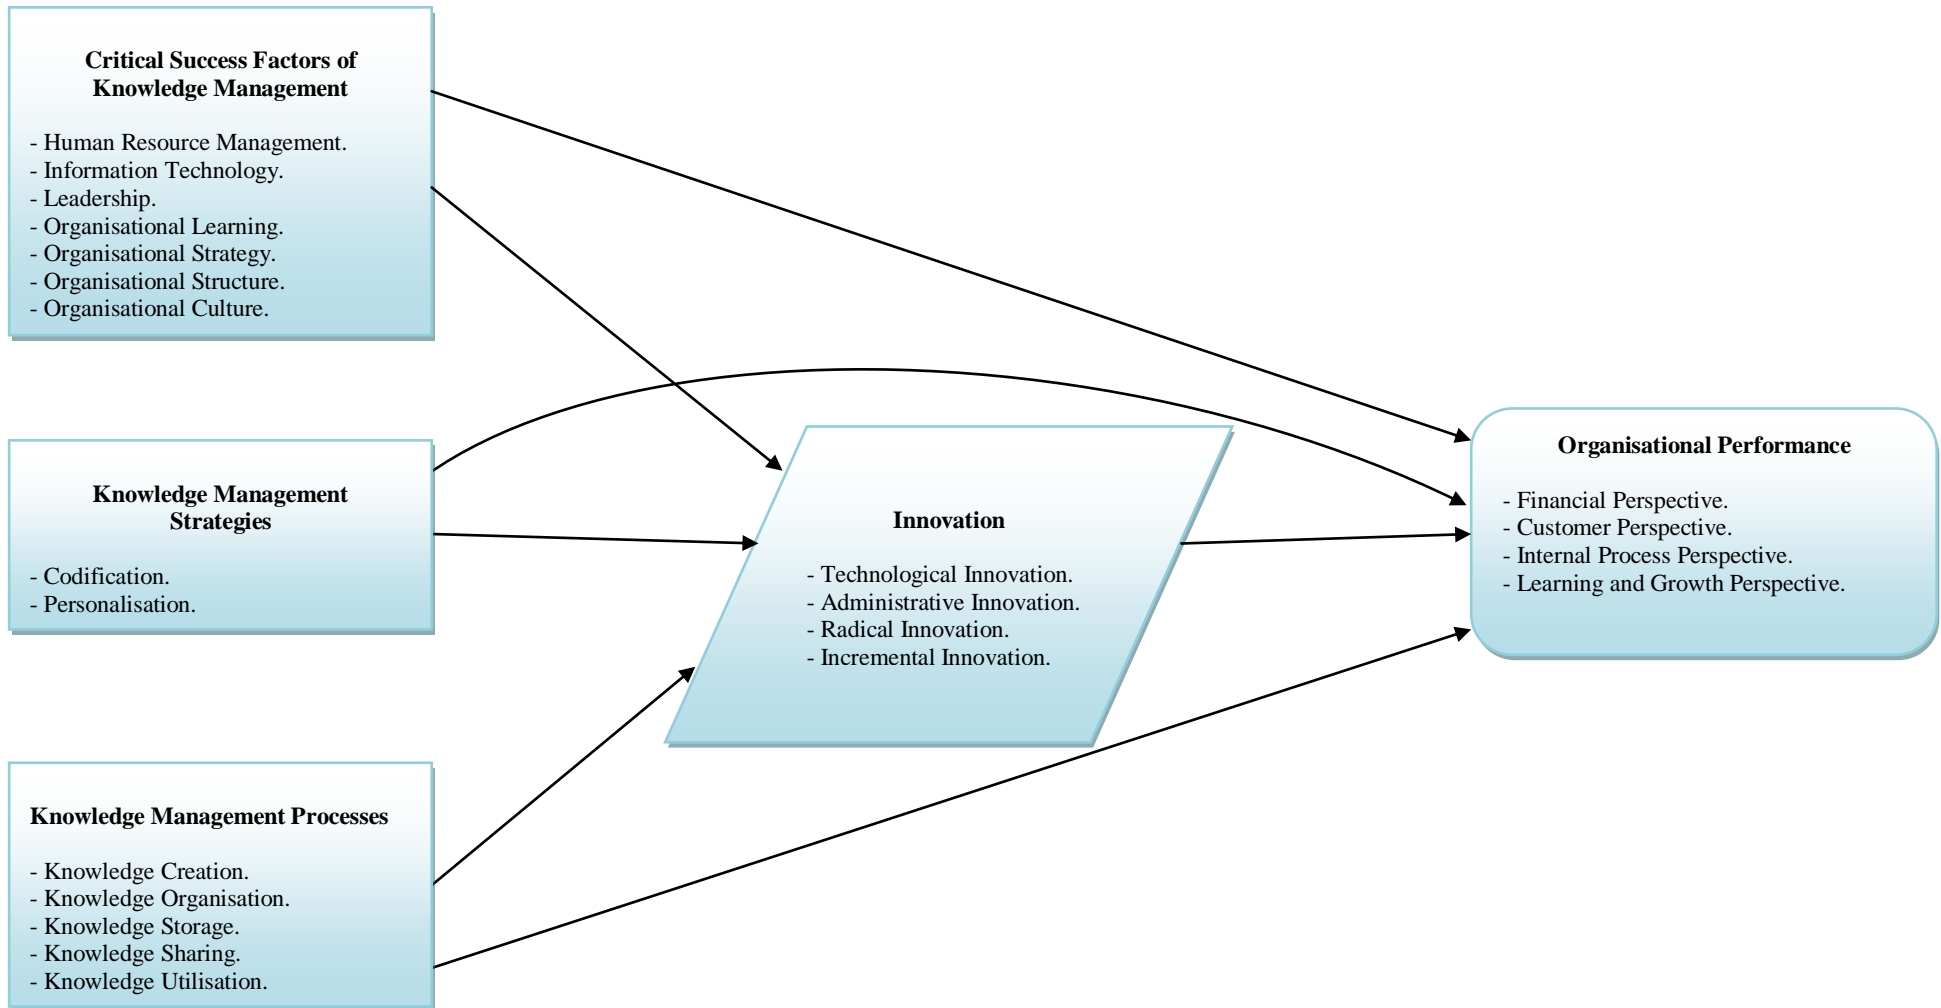 Critical Success Factors of
Knowledge Management
- Human Resource Management.
- Information Technology.
- Leadership.
- Organisational Learning.
- Organisational Strategy.
- Organisational Structure.
- Organisational Culture.
Knowledge Management
Strategies
- Codification.
- Personalisation.
Knowledge Management Processes
- Knowledge Creation.
- Knowledge Organisation.
- Knowledge Storage.
- Knowledge Sharing.
- Knowledge Utilisation.
Innovation
- Technological Innovation.
- Administrative Innovation.
- Radical Innovation.
- Incremental Innovation.
Organisational Performance
- Financial Perspective.
- Customer Perspective.
- Internal Process Perspective.
- Learning and Growth Perspective.